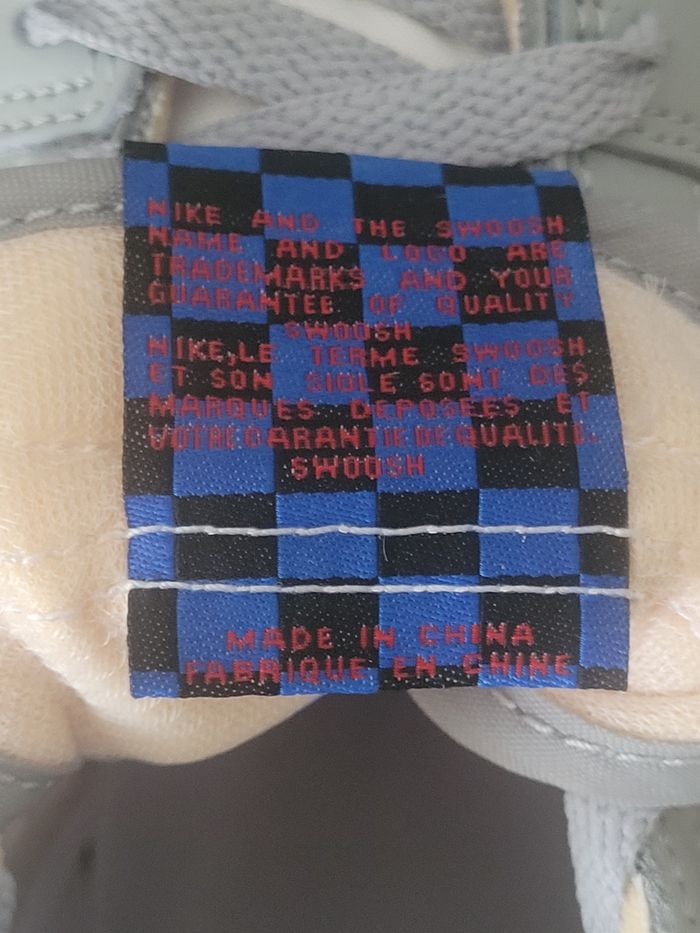 NIKE AND THE SWOOSH
NAME AND LOGO ARE
TRADEMARKS AND YOUR
GUARANTEE OF QUALITY
SWOOSH
NIKE,LE TERME SWOOSH
ET SON SIGLE SONT DES
MARQUES DEPOSEES ET
VOTRE GARANTIE DE QUALITE.
SWOOSH
MADE IN CHINA
FABRIQUE EN CHINE